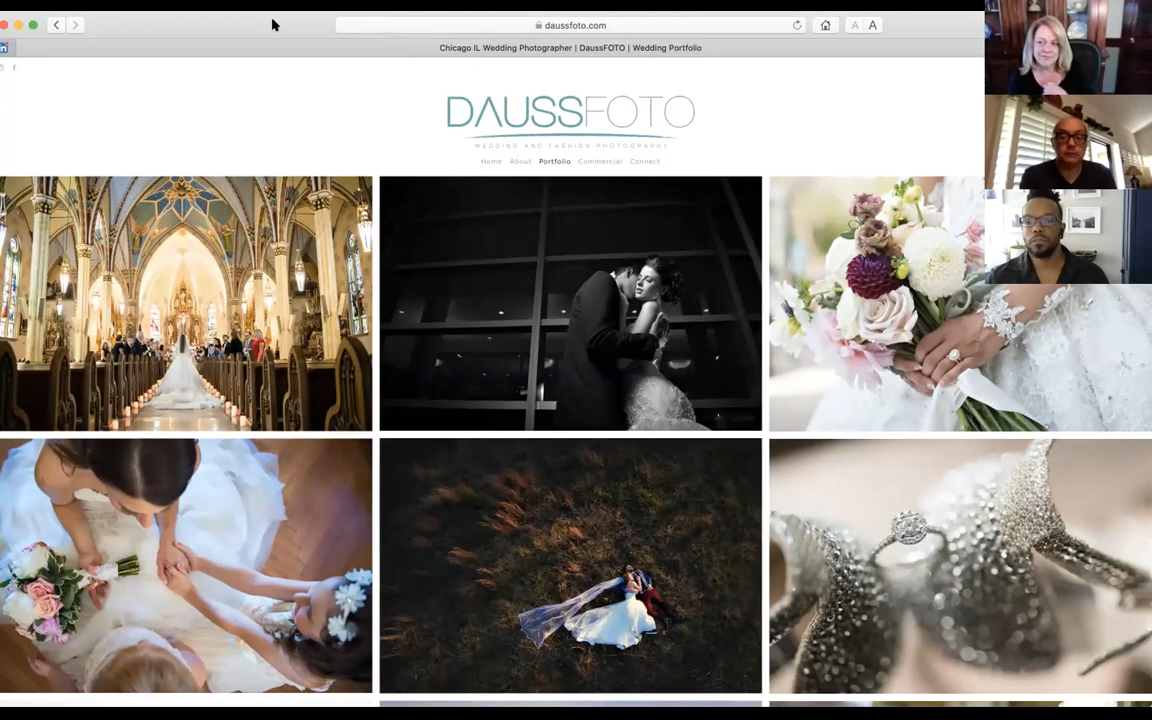 daussfoto.com
A A
in
Chicago IL Wedding Photographer | DaussFOTO | Wedding Portfolio
f
DAUSSFOTO
WEDDING AND FASHION PHOTOGRAPHY
Home About Portfolio Commercial Connect